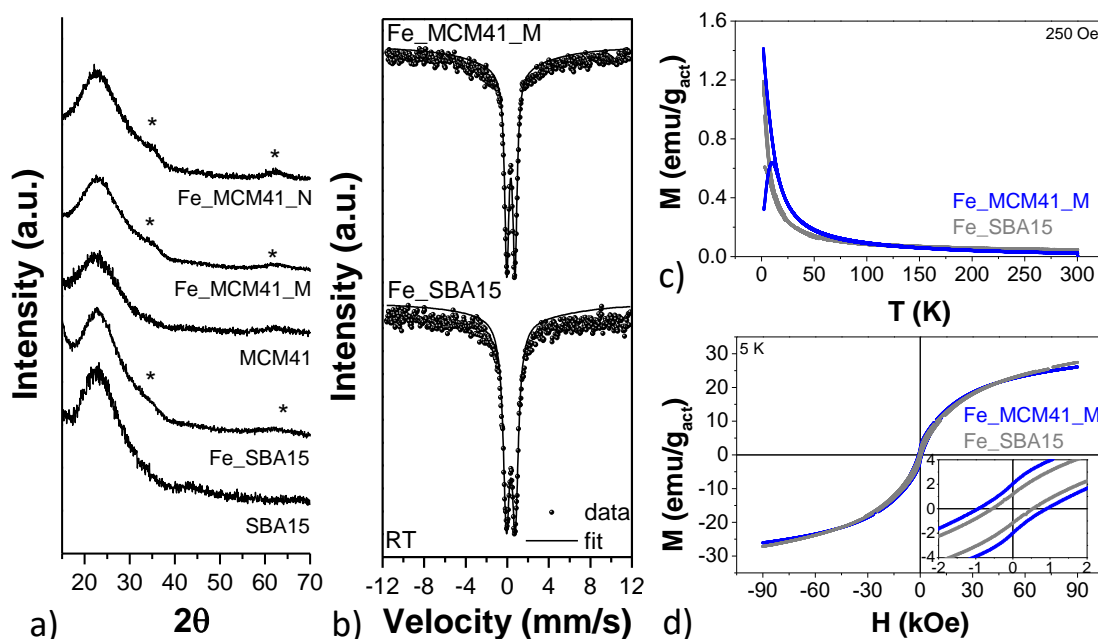 Intensity (a.u.)
*
*
Fe_MCM41_N
*
*
Fe_MCM41_M
MCM41
*
*
Fe_SBA15
SBA15
20 30 40 50 60 70
a)
2θ
Intensity (a.u.)
Fe_MCM41_M
Fe_SBA15
data
fit
RT
-12 -8 -4 0 4 8 12
b)
Velocity (mm/s)
M (emu/gact)
1.6
1.2
0.8
0.4
0.0
250 Oe
Fe_MCM41_M
Fe_SBA15
0 50 100 150 200 250 300
c)
T (K)
M (emu/gact)
30
20
10
0
-10
-20
-30
5 K
Fe_MCM41_M
Fe_SBA15
4
2
0
-2
-4
-2 -1 0 1 2
-90 -60 -30 0 30 60 90
d)
H (kOe)